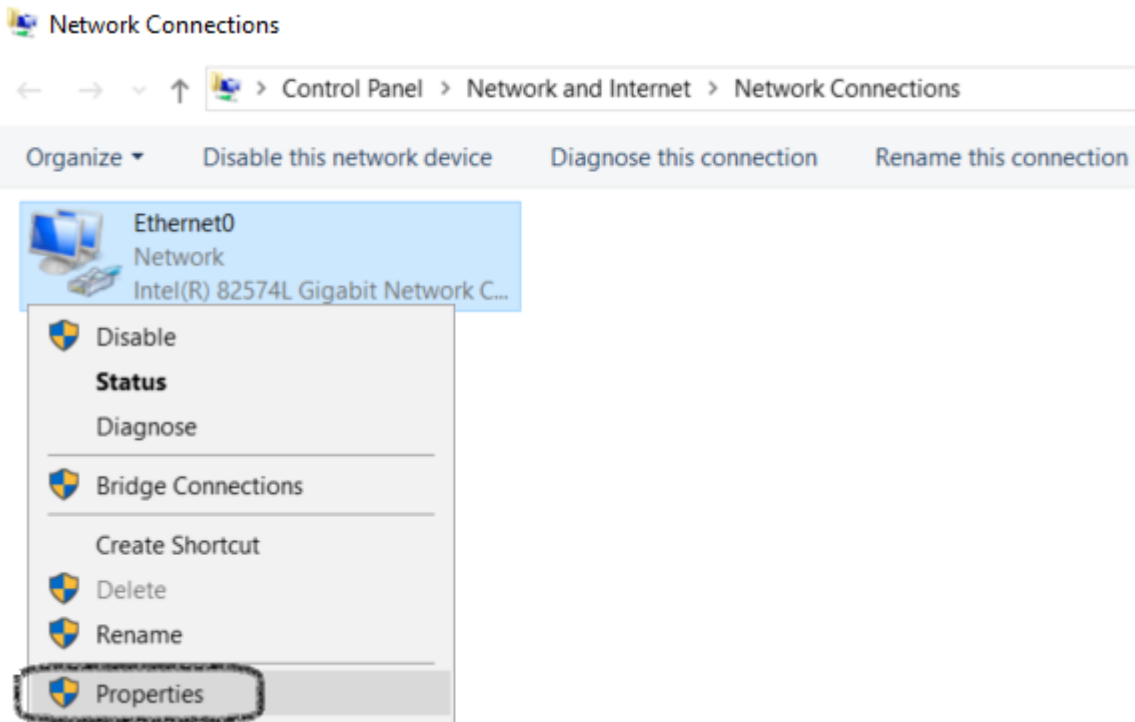 Network Connections
Control Panel > Network and Internet > Network Connections
Organize Disable this network device Diagnose this connection Rename this connection
Ethernet0
Network
Intel(R) 82574L Gigabit Network C...
Disable
Status
Diagnose
Bridge Connections
Create Shortcut
Delete
Rename
Properties